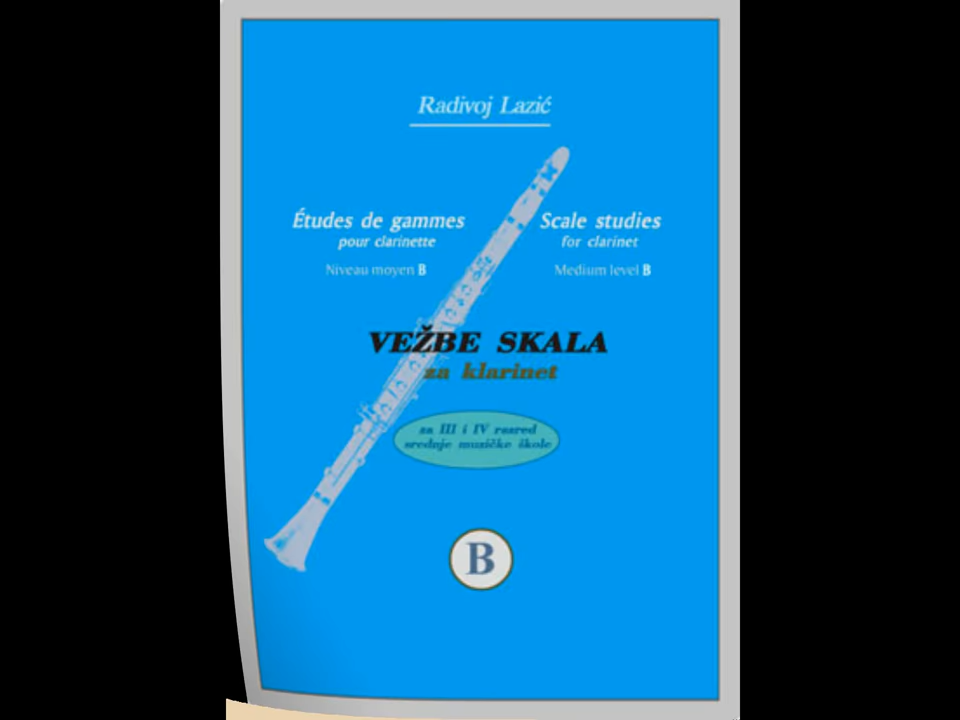 Radivoj Lazić
Études de gammes
pour clarinette
Niveau moyen B
Scale studies
for clarinet
Medium level B
VEŽBE SKALA
za klarinet
za III i IV razred
srednje muzičke škole
B